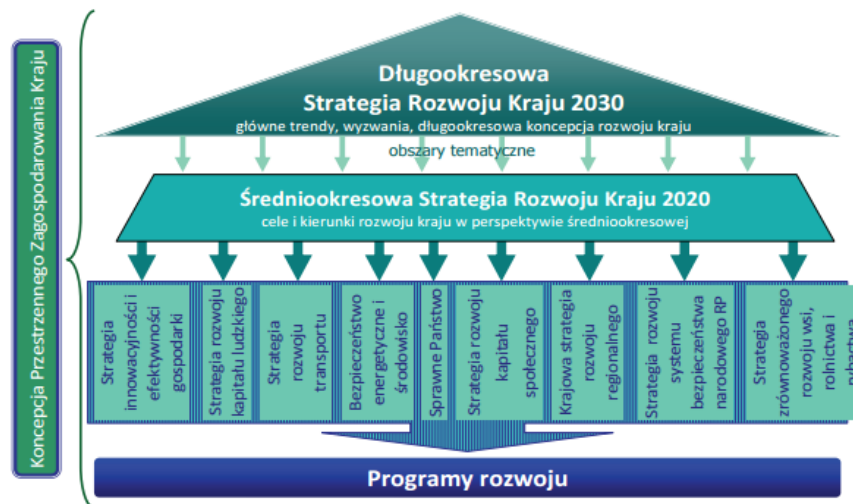 Koncepcja Przestrzennego Zagospodarowania Kraju
Długookresowa
Strategia Rozwoju Kraju 2030
główne trendy, wyzwania, długookresowa koncepcja rozwoju kraju
obszary tematyczne
Średniookresowa Strategia Rozwoju Kraju 2020
cele i kierunki rozwoju kraju w perspektywie średniookresowej
Strategia
innowacyjności i
efektywności
gospodarki
Strategia rozwoju
kapitału ludzkiego
Strategia
rozwoju
transportu
Bezpieczeństwo
energetyczne i
środowisko
Sprawne Państwo
Strategia rozwoju
kapitału
społecznego
Krajowa strategia
rozwoju
regionalnego
Strategia rozwoju
systemu
bezpieczeństwa
narodowego RP
Strategia
zrównoważonego
rozwoju wsi,
rolnictwa i
Programy rozwoju